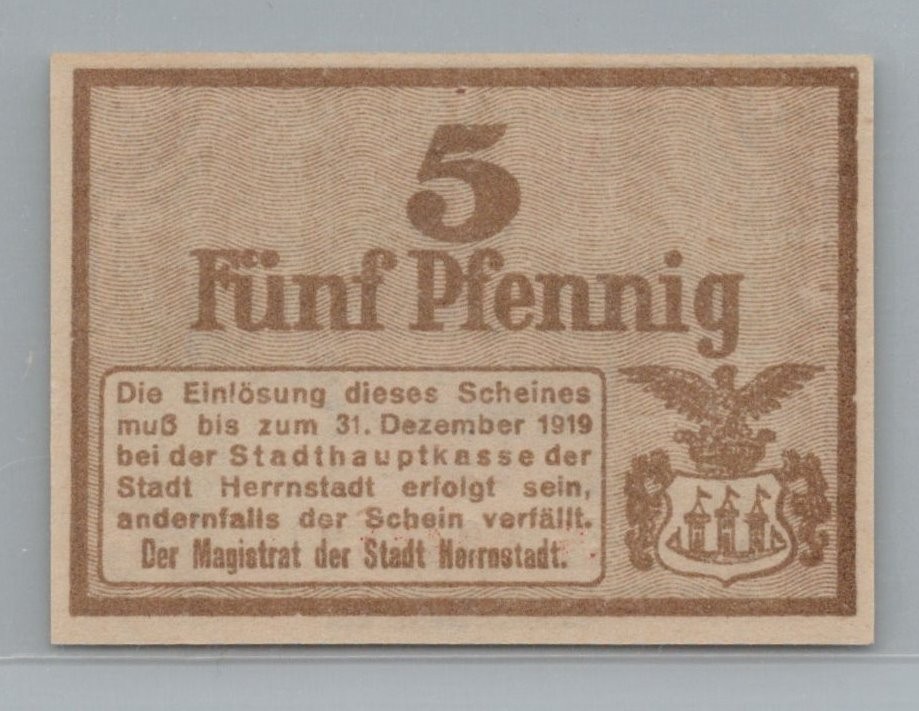 5
Fünf Pfennig
Die Einlösung dieses Scheines
muß bis zum 31. Dezember 1919
bei der Stadthauptkasse der
Stadt Herrnstadt erfolgt sein,
andernfalls der Schein verfällt.
Der Magistrat der Stadt Herrnstadt.